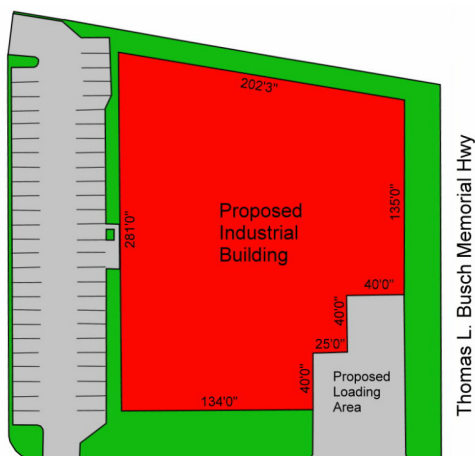 202'3"
Thomas L. Busch Memorial Hwy
281'0"
Proposed
Industrial
Building
135'0"
40'0"
40'0"
25'0"
40'0"
Proposed
Loading
Area
134'0"